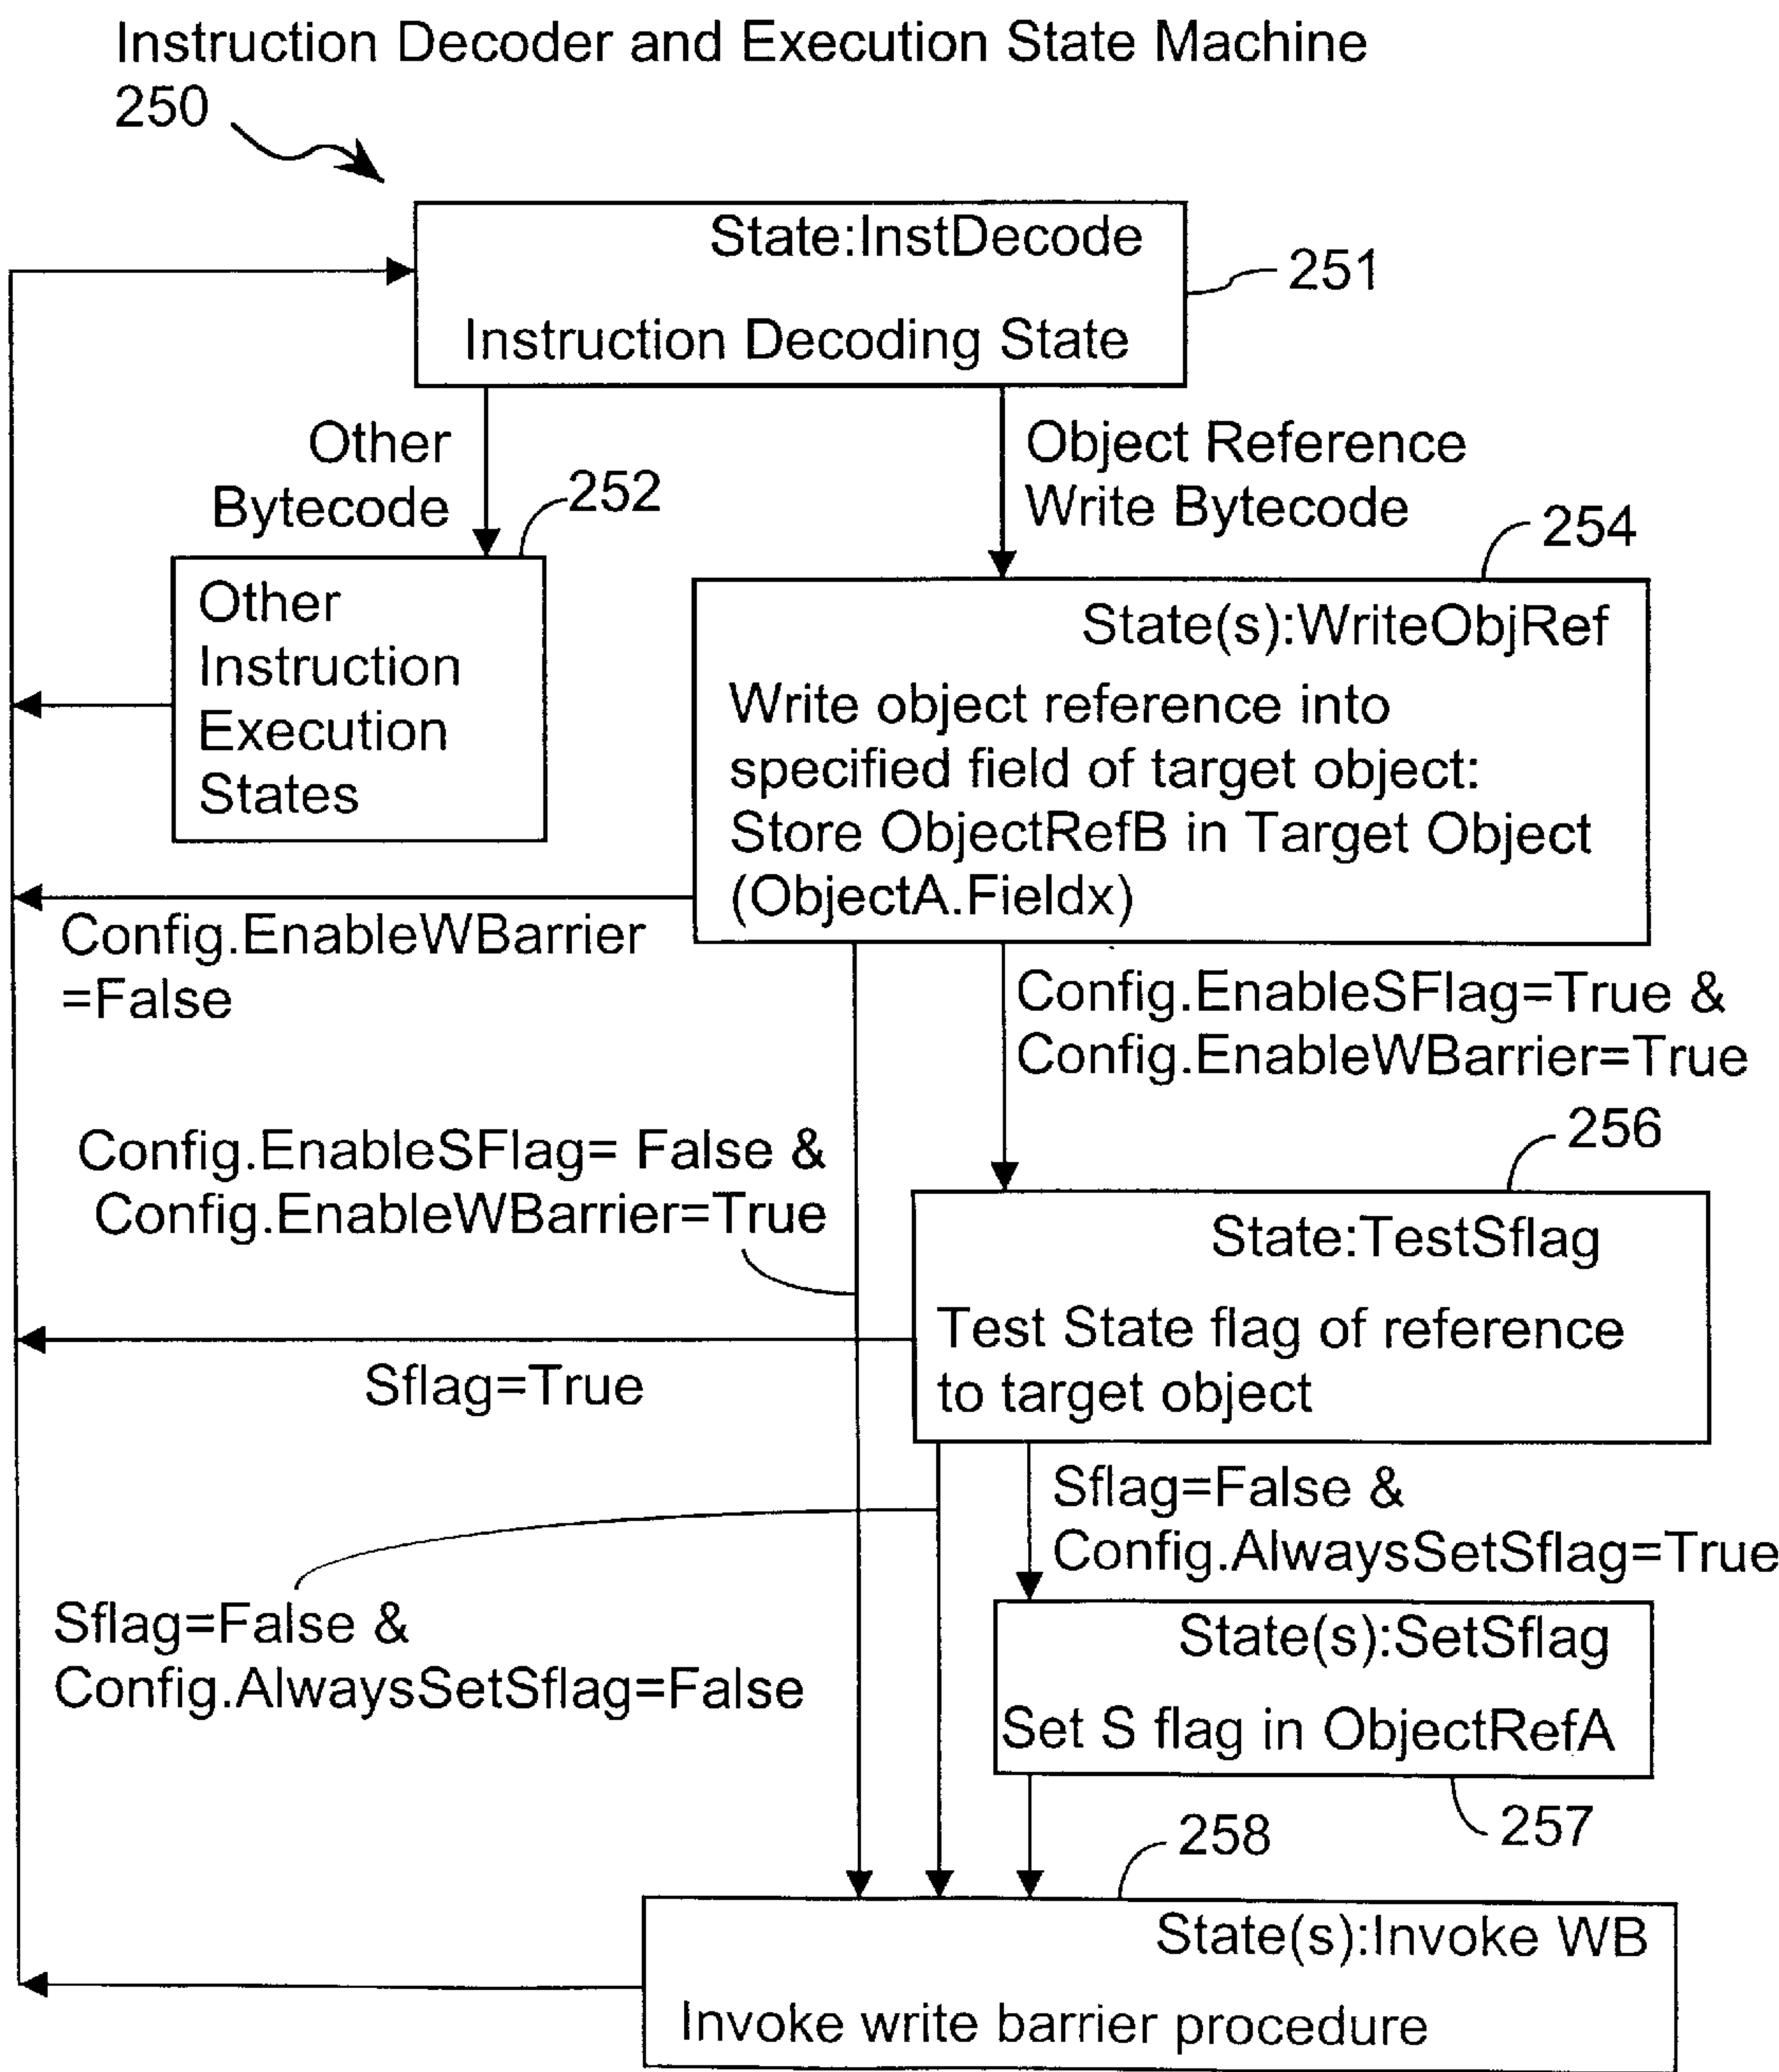 Instruction Decoder and Execution State Machine
250
State:InstDecode
251
Instruction Decoding State
Other
Bytecode
252
Object Reference
Write Bytecode
254
Other
Instruction
Execution
States
State(s):WriteObjRef
Write object reference into
specified field of target object:
Store ObjectRefB in Target Object
(ObjectA.Fieldx)
Config.EnableWBarrier
=False
Config.EnableSFlag=True &
Config.EnableWBarrier=True
Config.EnableSFlag= False &
Config.EnableWBarrier=True
256
State:TestSflag
Test State flag of reference
to target object
Sflag=True
Sflag=False &
Config.AlwaysSetSflag=True
Sflag=False &
Config.AlwaysSetSflag=False
State(s):SetSflag
Set S flag in ObjectRefA
257
258
State(s):Invoke WB
Invoke write barrier procedure